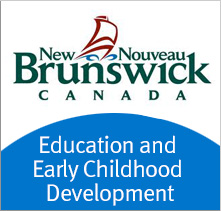 New Nouveau
Brunswick
CANADA
Education and
Early Childhood
Development